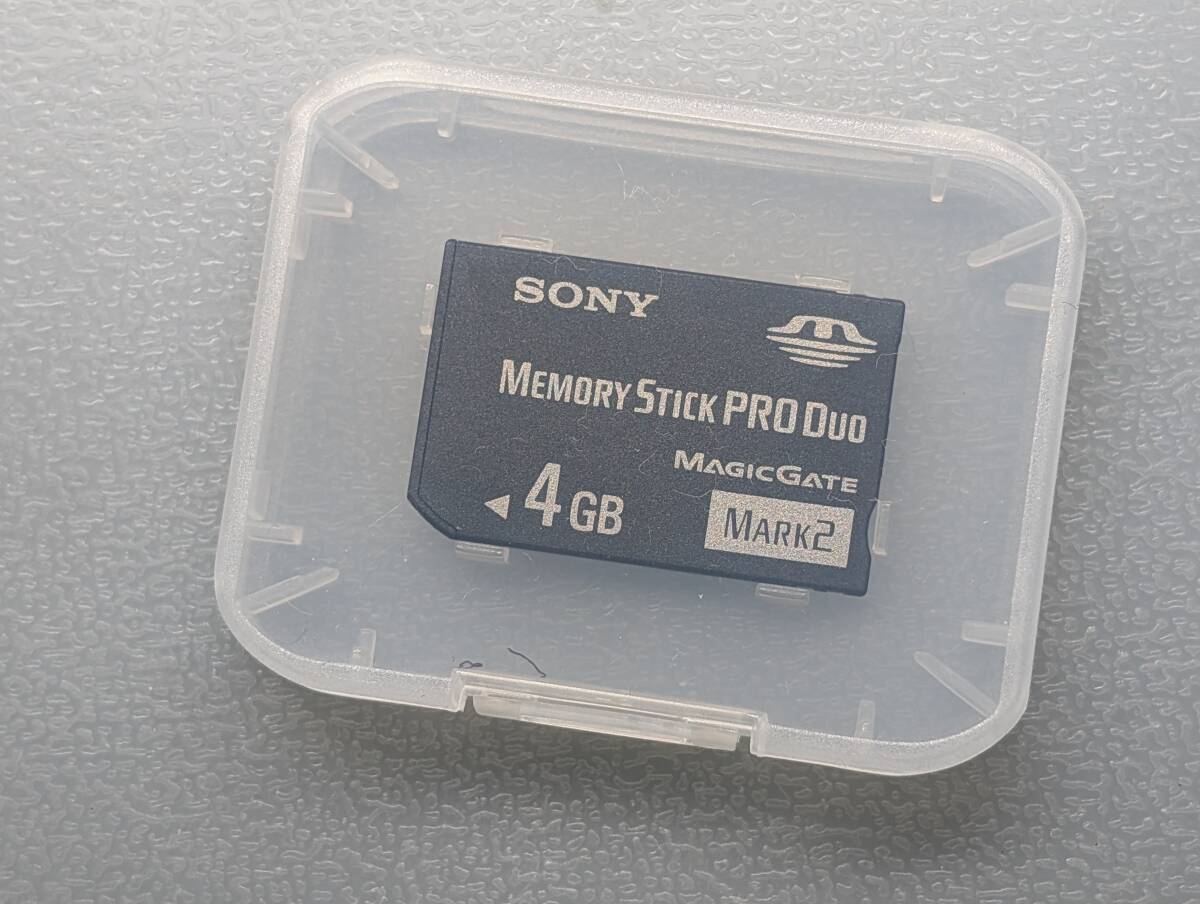 SONY
MEMORY STICK PRO DUO
MAGICGATE
4 GB
MARK2